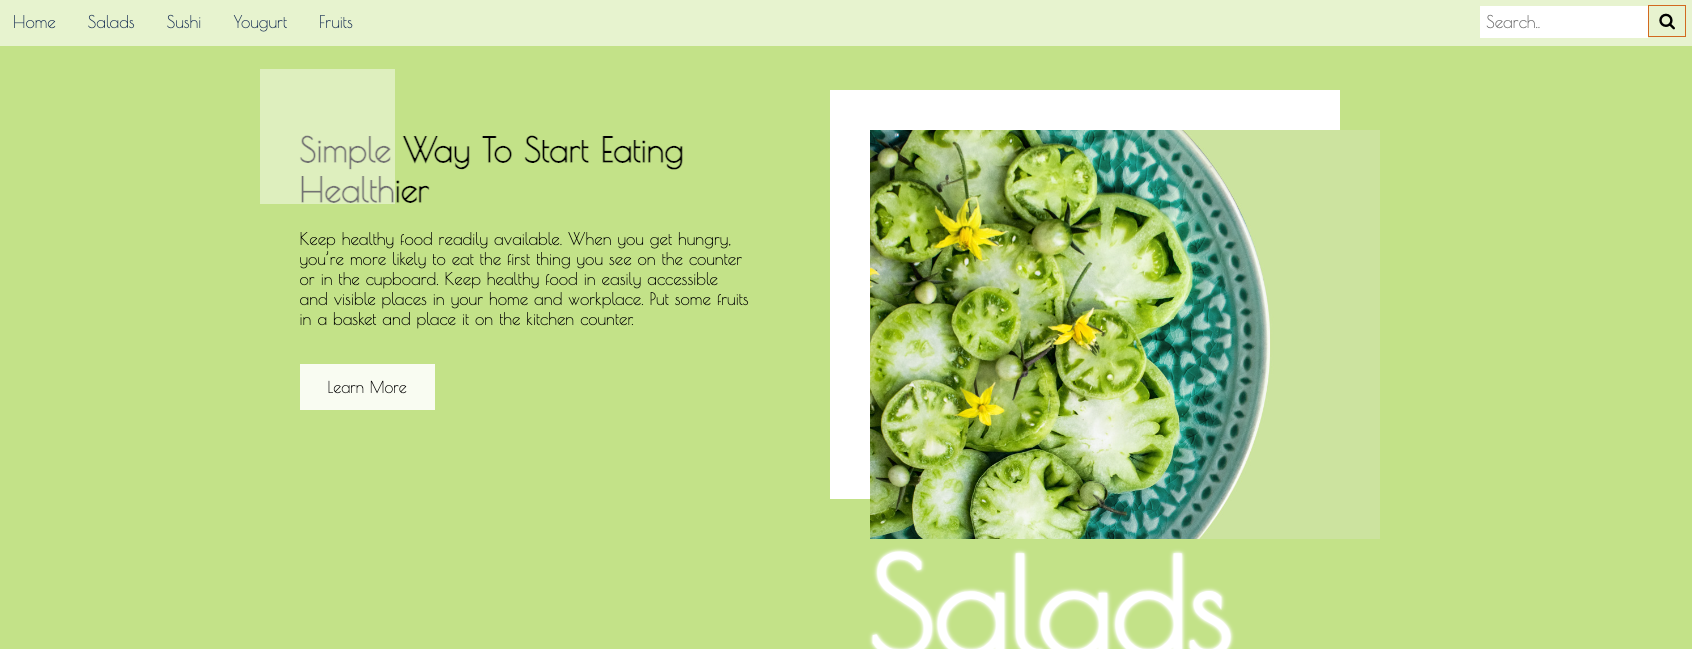 Home Salads Sushi Yougurt Fruits Search..
Simple Way To Start Eating
Healthier
Keep healthy food readily available. When you get hungry,
you're more likely to eat the first thing you see on the counter
or in the cupboard. Keep healthy food in easily accessible
and visible places in your home and workplace. Put some fruits
in a basket and place it on the kitchen counter.
Learn More
Salads